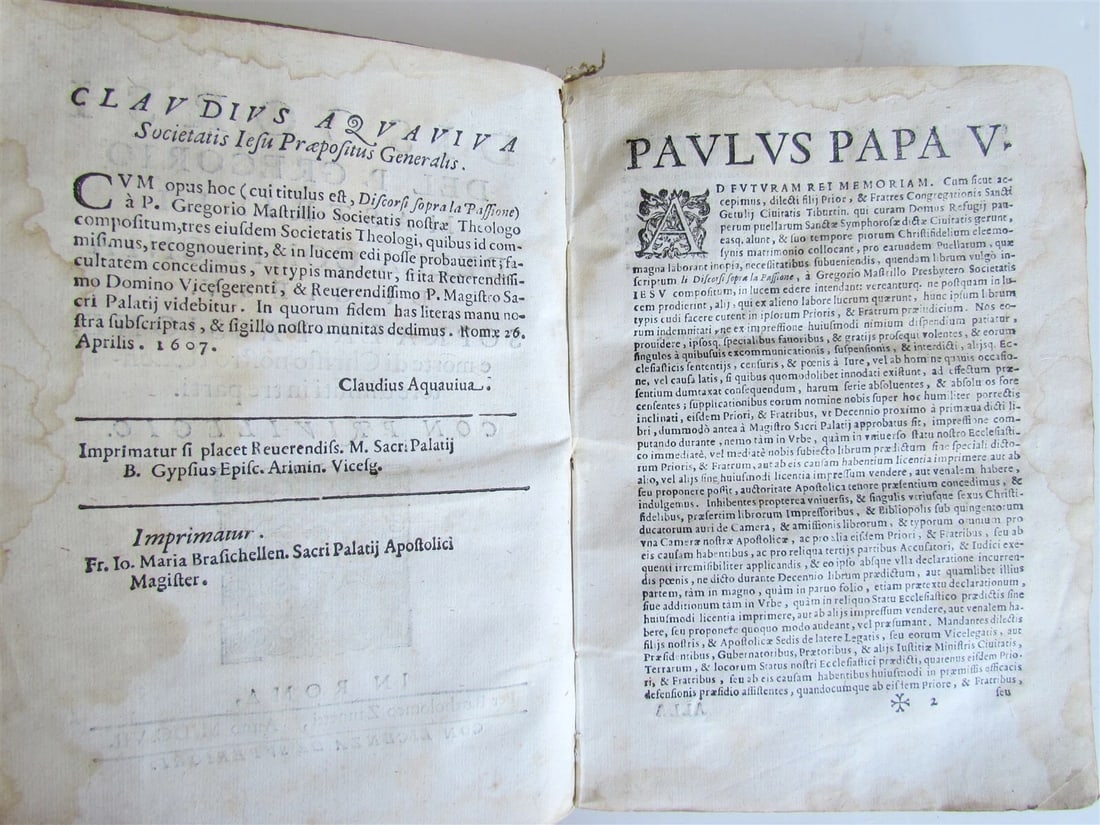 CLAVDIVS AQVAVIVA
Societatis Iesu Præpositus Generalis.
CVM opus hoc (cui titulus est, Discorsi sopra la Passione)
à P. Gregorio Mastrillio Societatis nostræ Theologo
compositum, tres eiusdem Societatis Theologi, quibus id com-
misimus, recognouerint, & in lucem edi posse probauerint; fa-
cultatem concedimus, vt typis mandetur, si ita Reuerendissi-
mo Domino Vicesgerenti, & Reuerendissimo P. Magistro Sa-
cri Palatij videbitur. In quorum fidem has literas manu no-
stra subscriptas, & sigillo nostro munitas dedimus. Romæ 26.
Aprilis. 1607.
Claudius Aquauiua.
Imprimatur si placet Reuerendiss. M. Sacri Palatij
B. Gypsius Episc. Arimin. Vicesg.
Imprimatur.
Fr. Io. Maria Brasichellen. Sacri Palatij Apostolici
Magister.
PAVLVS PAPA V.
AD FVTVRAM REI MEMORIAM. Cum sicut ac-
cepimus, dilecti filij Prior, & Fratres Congregationis Sancti
Getulij Ciuitatis Tiburtin. qui curam Domus Refugij pau-
perum puellarum Sanctæ Symphorosæ dictæ Ciuitatis gerunt,
easq. alunt, & suo tempore piorum Christifidelium eleemo-
synis matrimonio collocant, pro earundem Puellarum, quæ
magna laborant inopia, necessitatibus subueniendis, quendam librum vulgò in-
scriptum li Discorsi sopra la Passione, à Gregorio Mastrillo Presbytero Societatis
IESV compositum, in lucem edere intendant: vereanturq. ne postquam in lu-
cem prodierint, alij, qui ex alieno labore lucrum quærunt, hunc ipsum librum
typis cudi facere curent in ipsorum Prioris, & Fratrum præiudicium. Nos eo-
rum indemnitati, ne ex impressione huiusmodi nimium dispendium patiatur,
prouidere, ipsosq. specialibus fauoribus, & gratijs prosequi volentes, & eorum
singulos à quibusuis excommunicationis, suspensionis, & interdicti, alijsq. Ec-
clesiasticis sententijs, censuris, & pœnis à Iure, vel ab homine quauis occasio-
ne, vel causa latis, si quibus quomodolibet innodati existunt, ad effectum præ-
sentium dumtaxat consequendum, harum serie absoluentes, & absolutos fore
censentes; supplicationibus eorum nomine nobis super hoc humiliter porrectis
inclinati, eisdem Priori, & Fratribus, vt Decennio proximo à primæua dicti li-
bri, dummodò antea à Magistro Sacri Palatij approbatus sit, impressione com-
putando durante, nemo tàm in Vrbe, quàm in vniuerso statu nostro Ecclesiasti-
co immediatè, vel mediatè nobis subiecto librum prædictum sine speciali dicto-
rum Prioris, & Fratrum, aut ab eis causam habentium licentia imprimere aut ab
alio, vel alijs sine huiusmodi licentia impressum vendere, aut venalem habere,
seu proponere possit, auctoritate Apostolica tenore præsentium concedimus, &
indulgemus. Inhibentes propterea vniuersis, & singulis vtriusque sexus Christi-
fidelibus, præsertim librorum Impressoribus, & Bibliopolis sub quingentorum
ducatorum auri de Camera, & amissionis librorum, & typorum omnium pro
vna Cameræ nostræ Apostolicæ, ac pro alia eisdem Priori, & Fratribus, seu ab
eis causam habentibus, ac pro reliqua tertijs partibus Accusatori, & Iudici exe-
quenti irremisibiliter applicandis, & eo ipso absque vlla declaratione incurren-
dis pœnis, ne dicto durante Decennio librum prædictum, aut quamlibet illius
partem, tàm in magno, quàm in paruo folio, etiam prætextu declarationum,
siue additionum tàm in Vrbe, quàm in reliquo Statu Ecclesiastico prædictis sine
huiusmodi licentia imprimere, aut ab alijs impressum vendere, aut venalem ha-
bere, seu proponere quoquo modo audeant, vel præsumant. Mandantes dilectis
filijs nostris, & Apostolicæ Sedis de latere Legatis, seu eorum Vicelegatis, aut
Præsidentibus, Gubernatoribus, Prætoribus, & alijs Iustitiæ Ministris Ciuitatis,
Terrarum, & locorum Status nostri Ecclesiastici prædicti, quatenus eisdem Prio-
ri, & Fratribus, seu ab eis causam habentibus huiusmodi in præmissis efficacis
defensionis præsidio assistentes, quandocumque ab eisdem Priore, & Fratribus,
✠ 2 seu